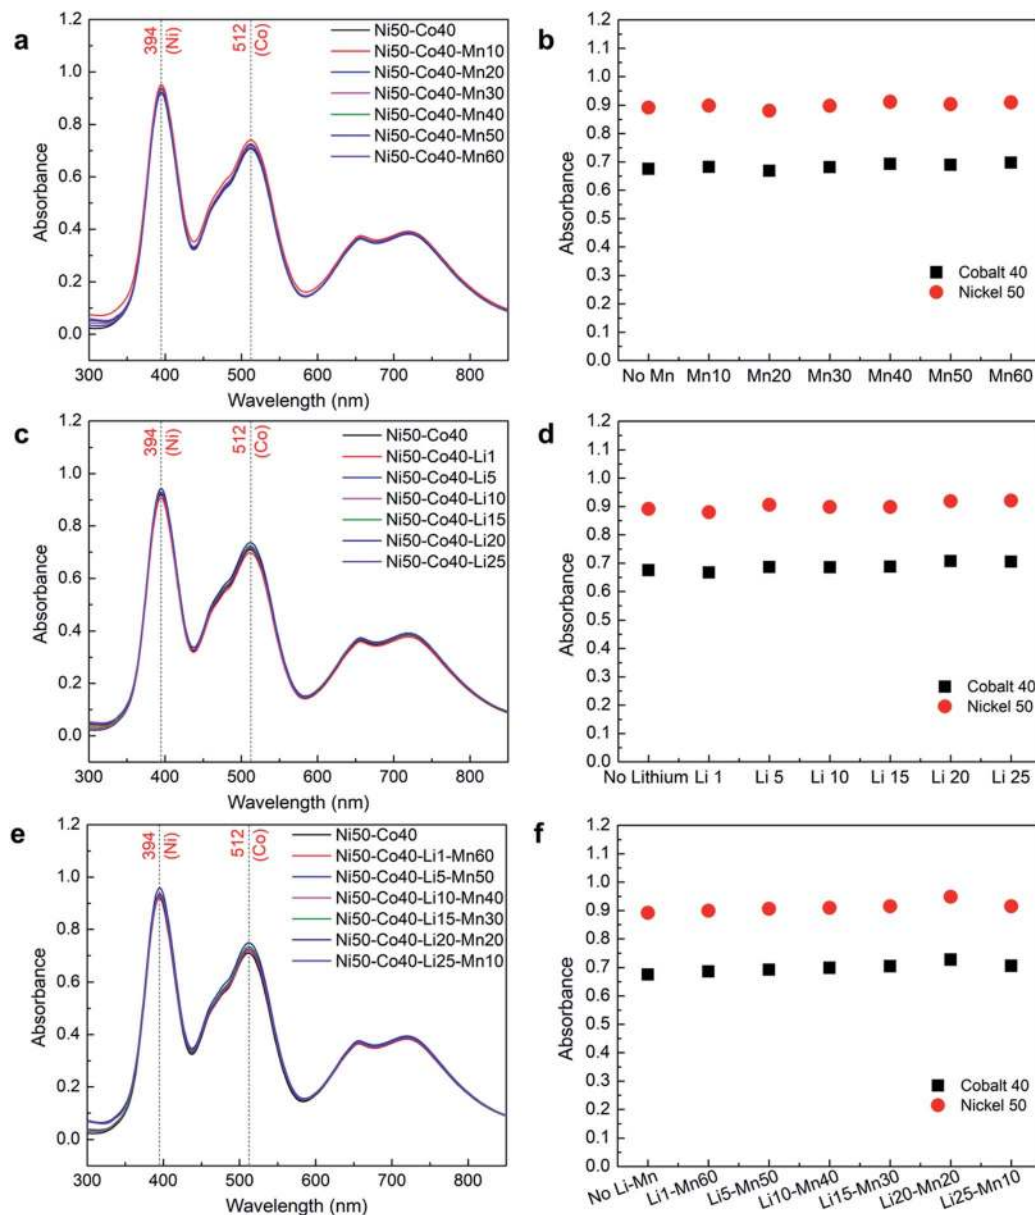 a
394
(Ni)
512
(Co)
Ni50-Co40
Ni50-Co40-Mn10
Ni50-Co40-Mn20
Ni50-Co40-Mn30
Ni50-Co40-Mn40
Ni50-Co40-Mn50
Ni50-Co40-Mn60
1.2
1.0
0.8
0.6
0.4
0.2
0.0
Absorbance
300 400 500 600 700 800
Wavelength (nm)
b
1.2
1.1
1.0
0.9
0.8
0.7
0.6
0.5
0.4
0.3
0.2
0.1
0.0
Absorbance
Cobalt 40
Nickel 50
No Mn Mn10 Mn20 Mn30 Mn40 Mn50 Mn60
c
394
(Ni)
512
(Co)
Ni50-Co40
Ni50-Co40-Li1
Ni50-Co40-Li5
Ni50-Co40-Li10
Ni50-Co40-Li15
Ni50-Co40-Li20
Ni50-Co40-Li25
1.2
1.0
0.8
0.6
0.4
0.2
0.0
Absorbance
300 400 500 600 700 800
Wavelength (nm)
d
1.2
1.1
1.0
0.9
0.8
0.7
0.6
0.5
0.4
0.3
0.2
0.1
0.0
Absorbance
Cobalt 40
Nickel 50
No Lithium Li 1 Li 5 Li 10 Li 15 Li 20 Li 25
e
394
(Ni)
512
(Co)
Ni50-Co40
Ni50-Co40-Li1-Mn60
Ni50-Co40-Li5-Mn50
Ni50-Co40-Li10-Mn40
Ni50-Co40-Li15-Mn30
Ni50-Co40-Li20-Mn20
Ni50-Co40-Li25-Mn10
1.2
1.0
0.8
0.6
0.4
0.2
0.0
Absorbance
300 400 500 600 700 800
Wavelength (nm)
f
1.2
1.1
1.0
0.9
0.8
0.7
0.6
0.5
0.4
0.3
0.2
0.1
0.0
Absorbance
Cobalt 40
Nickel 50
No Li-Mn Li1-Mn60 Li5-Mn50 Li10-Mn40 Li15-Mn30 Li20-Mn20 Li25-Mn10